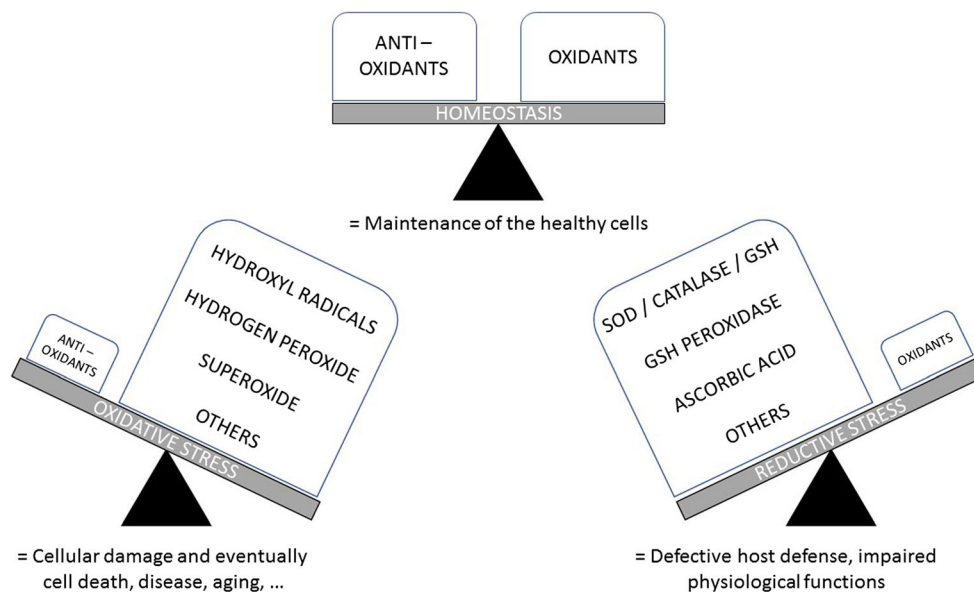 ANTI –
OXIDANTS
OXIDANTS
HOMEOSTASIS
= Maintenance of the healthy cells
ANTI –
OXIDANTS
HYDROXYL RADICALS
HYDROGEN PEROXIDE
SUPEROXIDE
OTHERS
OXIDATIVE STRESS
= Cellular damage and eventually
cell death, disease, aging, ...
SOD / CATALASE / GSH
GSH PEROXIDASE
ASCORBIC ACID
OTHERS
OXIDANTS
REDUCTIVE STRESS
= Defective host defense, impaired
physiological functions